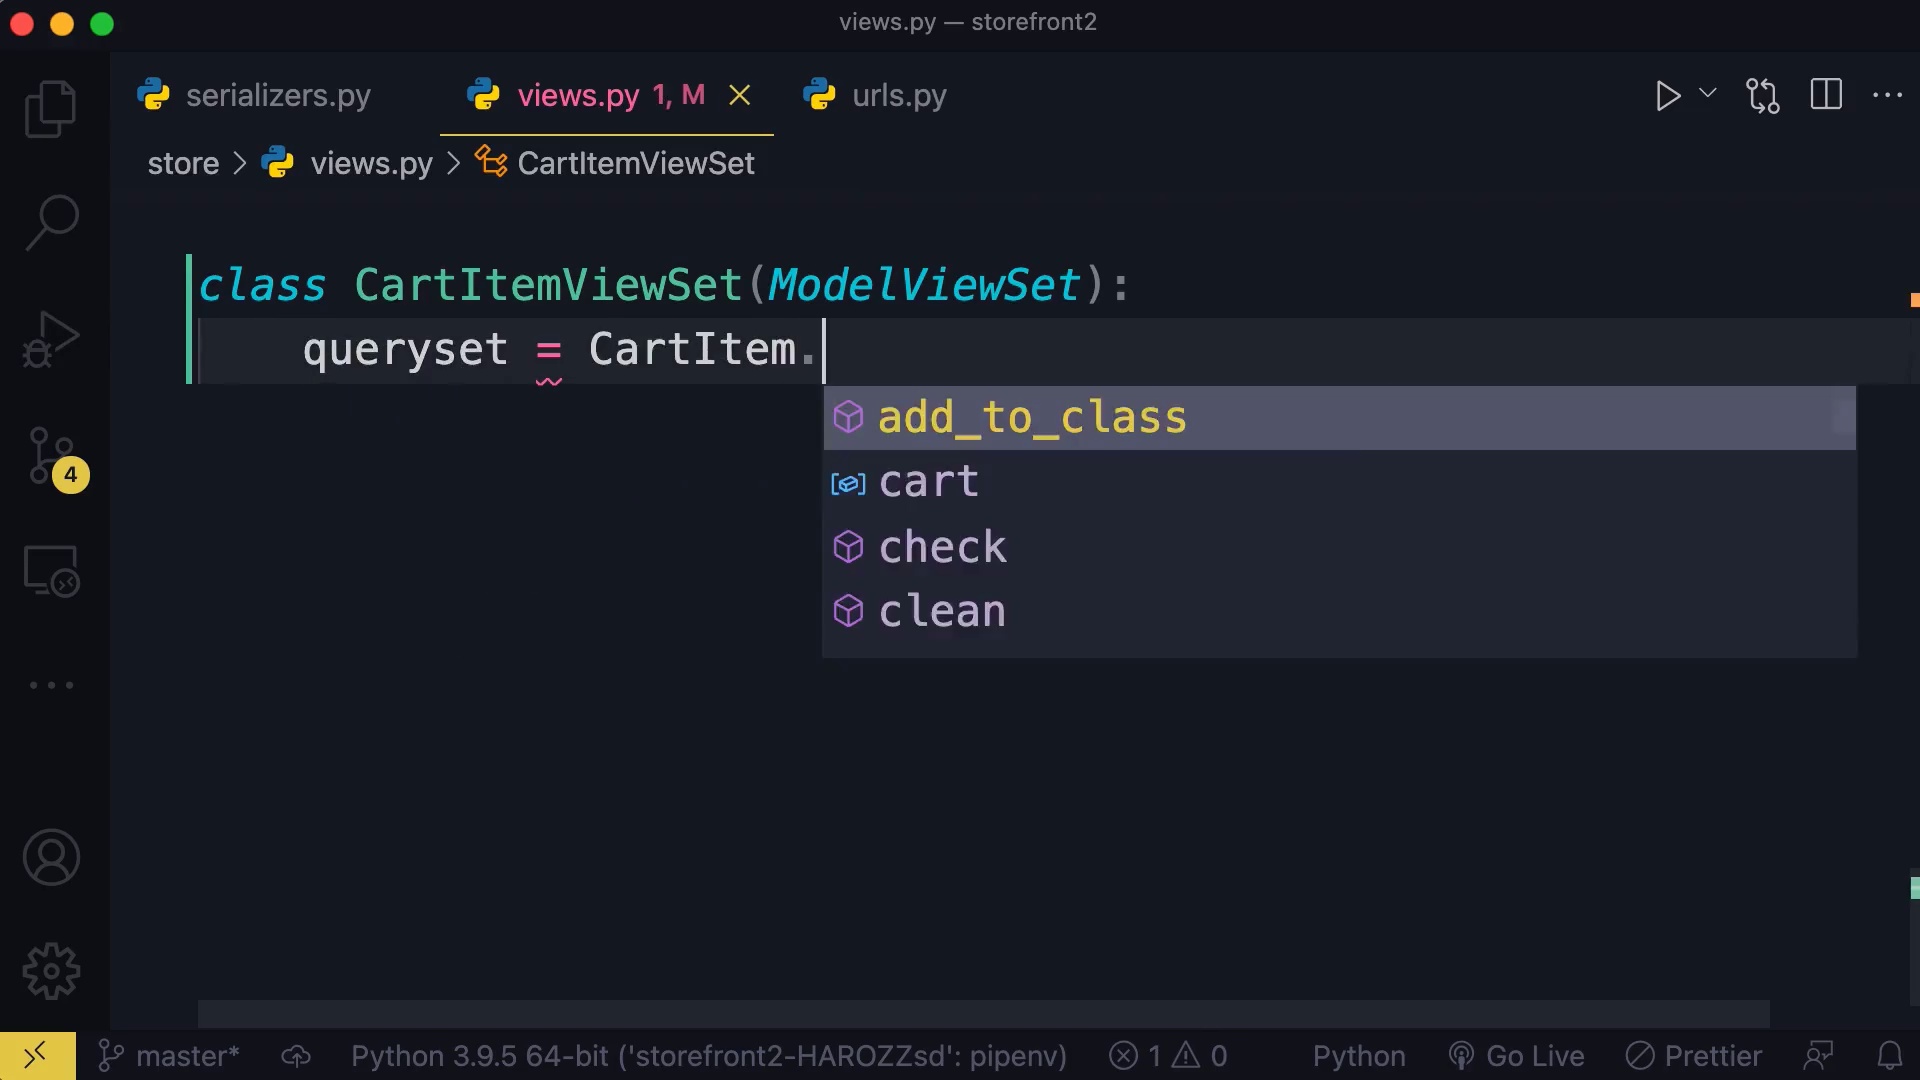 views.py — storefront2
serializers.py
views.py 1, M
urls.py
store > views.py > CartItemViewSet
class CartItemViewSet(ModelViewSet):
queryset = CartItem.
add_to_class
cart
check
clean
4
master* Python 3.9.5 64-bit ('storefront2-HAROZZsd': pipenv) 1 0 Python Go Live Prettier